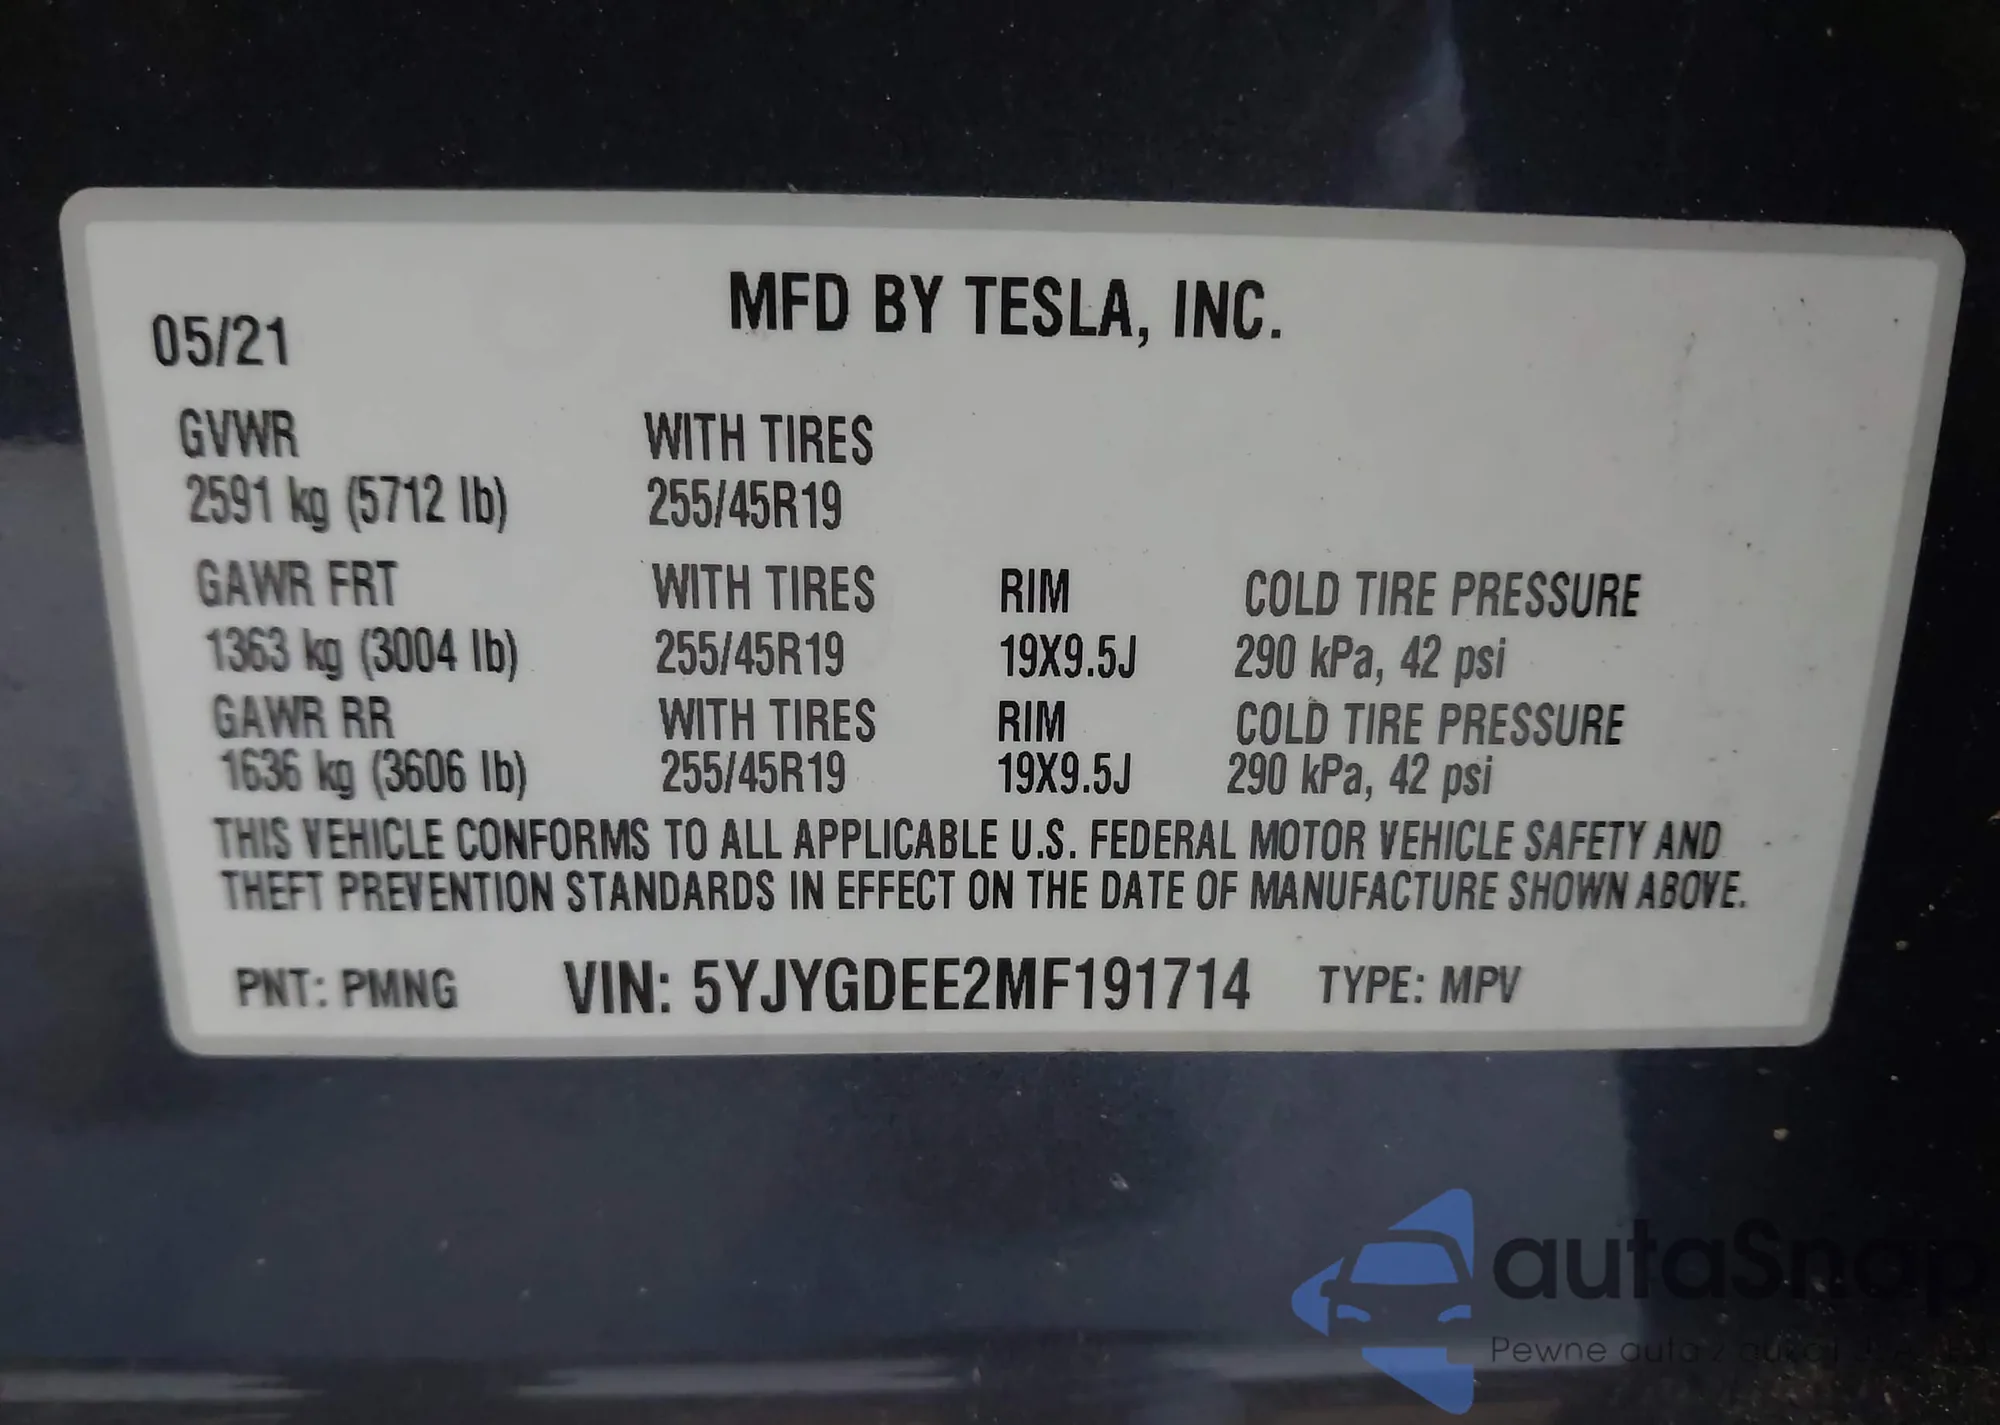 MFD BY TESLA, INC.
05/21
GVWR WITH TIRES
2591 kg (5712 lb) 255/45R19
GAWR FRT WITH TIRES RIM COLD TIRE PRESSURE
1363 kg (3004 lb) 255/45R19 19X9.5J 290 kPa, 42 psi
GAWR RR WITH TIRES RIM COLD TIRE PRESSURE
1636 kg (3606 lb) 255/45R19 19X9.5J 290 kPa, 42 psi
THIS VEHICLE CONFORMS TO ALL APPLICABLE U.S. FEDERAL MOTOR VEHICLE SAFETY AND
THEFT PREVENTION STANDARDS IN EFFECT ON THE DATE OF MANUFACTURE SHOWN ABOVE.
PNT: PMNG VIN: 5YJYGDEE2MF191714 TYPE: MPV
autaSnap
Pewne auta z aukcji